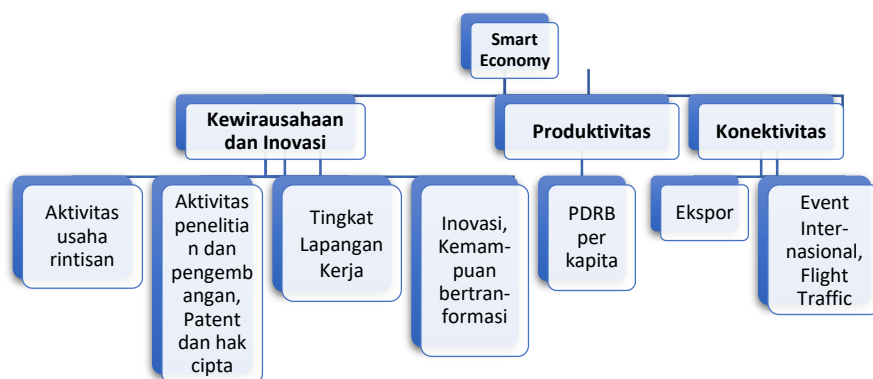 Smart
Economy
Kewirausahaan
dan Inovasi
Produktivitas
Konektivitas
Aktivitas
usaha
rintisan
Aktivitas
penelitia
n dan
pengemb
angan,
Patent
dan hak
cipta
Tingkat
Lapangan
Kerja
Inovasi,
Kemam-
puan
bertran-
formasi
PDRB
per
kapita
Ekspor
Event
Inter-
nasional,
Flight
Traffic